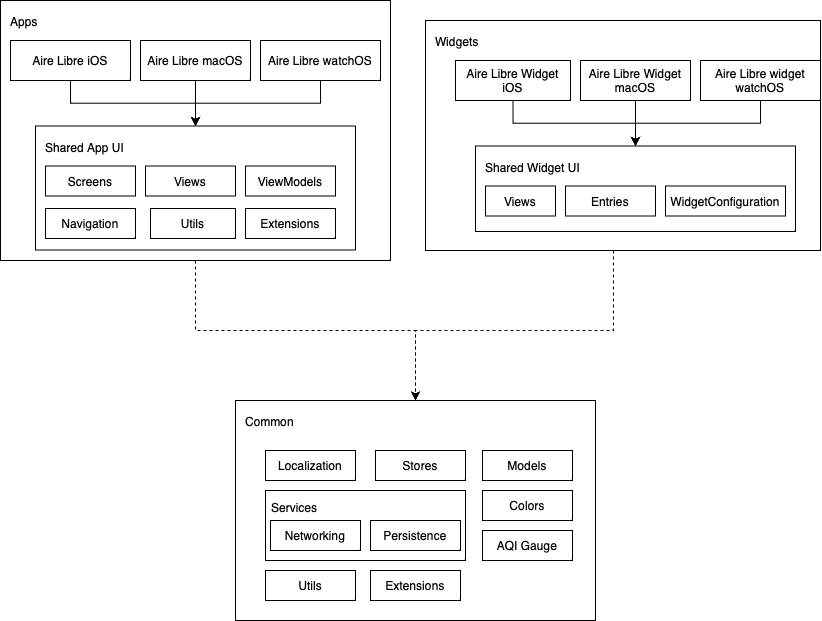 Apps
Aire Libre iOS
Aire Libre macOS
Aire Libre watchOS
Shared App UI
Screens
Views
ViewModels
Navigation
Utils
Extensions
Widgets
Aire Libre Widget
iOS
Aire Libre Widget
macOS
Aire Libre widget
watchOS
Shared Widget UI
Views
Entries
WidgetConfiguration
Common
Localization
Stores
Models
Services
Networking
Persistence
Colors
AQI Gauge
Utils
Extensions